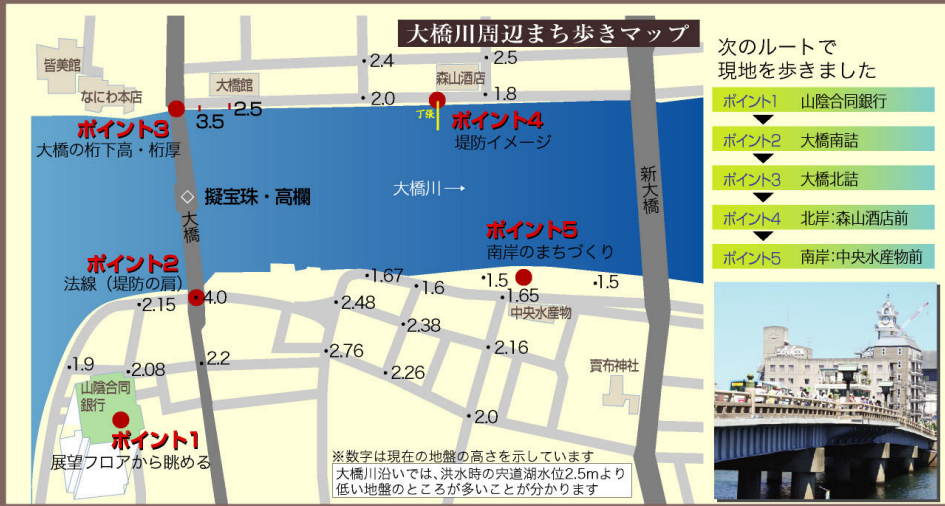 大橋川周辺まち歩きマップ
皆美館
なにわ本店
大橋館
森山酒店
2.4
2.5
2.0
1.8
3.5
2.5
丁張
ポイント3
大橋の桁下高・桁厚
ポイント4
堤防イメージ
大橋川→
擬宝珠・高欄
大橋
新大橋
ポイント5
南岸のまちづくり
ポイント2
法線（堤防の肩）
4.0
2.15
1.67
1.6
1.5
1.5
1.65
中央水産物
2.48
2.38
2.16
2.76
2.26
2.0
2.2
1.9
2.08
山陰合同
銀行
賣布神社
ポイント1
展望フロアから眺める
※数字は現在の地盤の高さを示しています
大橋川沿いでは、洪水時の宍道湖水位2.5mより
低い地盤のところが多いことが分かります
次のルートで
現地を歩きました
ポイント1 山陰合同銀行
ポイント2 大橋南詰
ポイント3 大橋北詰
ポイント4 北岸:森山酒店前
ポイント5 南岸:中央水産物前